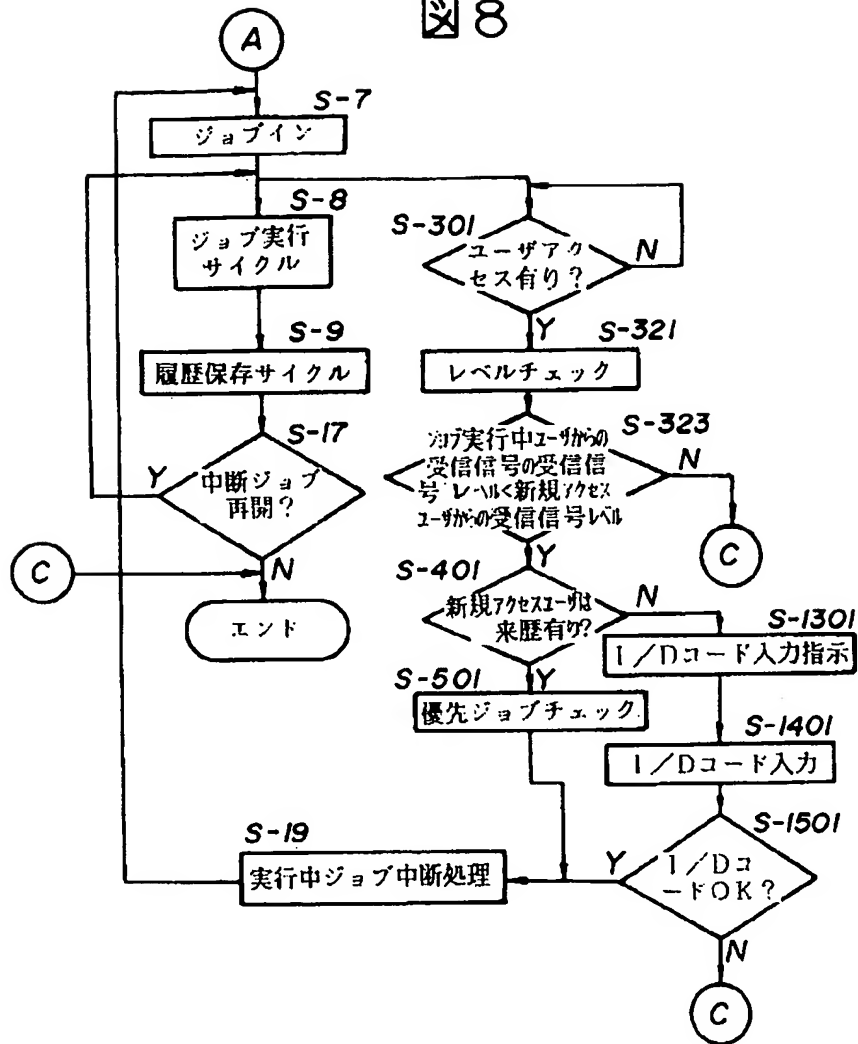 図8
A
S-7
ジョブイン
S-8
ジョブ実行
サイクル
S-9
履歴保存サイクル
S-17
Y
中断ジョブ
再開?
N
C
エンド
S-301
ユーザアク
セス有り?
N
Y
S-321
レベルチェック
S-323
ジョブ実行中ユーザからの
受信信号の受信信
号レベル<新規アクセス
ユーザからの受信信号レベル
N
C
Y
S-401
新規アクセスユーザは
来歴有り?
N
Y
S-501
優先ジョブチェック
S-1301
I/Dコード入力指示
S-1401
I/Dコード入力
S-1501
I/Dコ
ードOK?
Y
N
C
S-19
実行中ジョブ中断処理